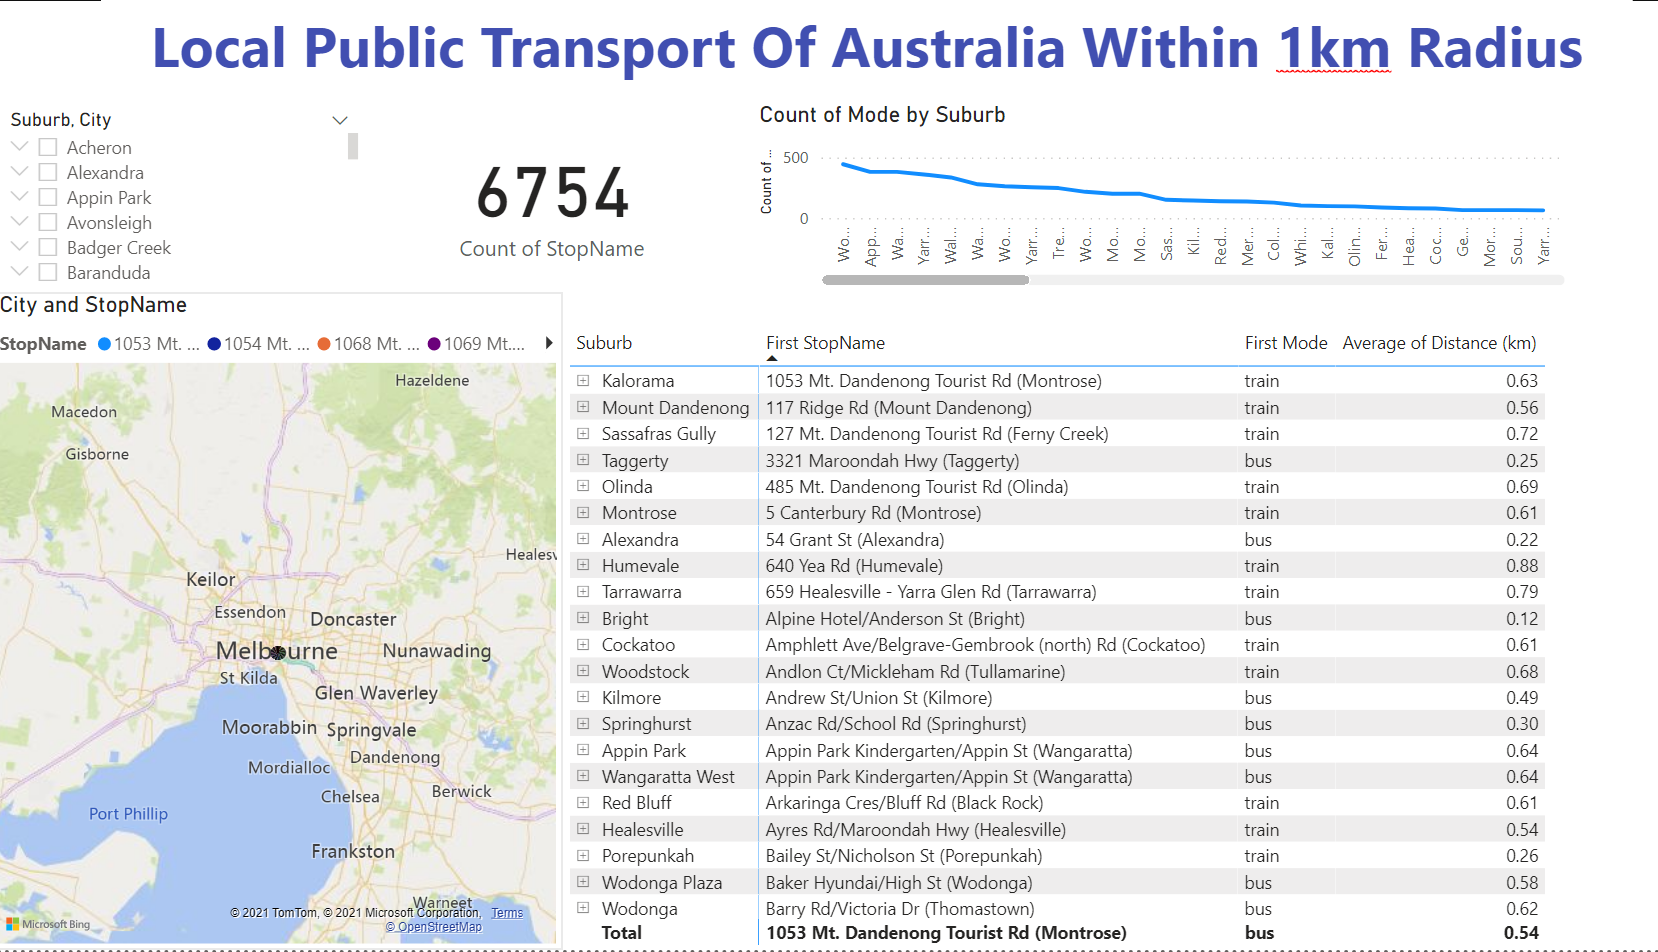 Local Public Transport Of Australia Within 1km Radius
Suburb, City
Acheron
Alexandra
Appin Park
Avonsleigh
Badger Creek
Baranduda
6754
Count of StopName
Count of Mode by Suburb
Count of ...
500
0
Wo... App... Wa... Yarr... Wal... Wa... Wo... Yarr... Tre... Wo... Mo... Mo... Sas... Kil... Red... Mer... Col... Whi... Kal... Olin... Fer... Hea... Coc... Ge... Mor... Sou... Yarr...
City and StopName
StopName 1053 Mt. ... 1054 Mt. ... 1068 Mt. ... 1069 Mt....
Hazeldene
Macedon
Gisborne
Healesv
Keilor
Essendon
Doncaster
Melbourne
Nunawading
St Kilda
Glen Waverley
Moorabbin
Springvale
Dandenong
Mordialloc
Chelsea
Berwick
Port Phillip
Frankston
Warneet
© 2021 TomTom, © 2021 Microsoft Corporation, Terms
Microsoft Bing
© OpenStreetMap
Suburb First StopName First Mode Average of Distance (km)
Kalorama 1053 Mt. Dandenong Tourist Rd (Montrose) train 0.63
Mount Dandenong 117 Ridge Rd (Mount Dandenong) train 0.56
Sassafras Gully 127 Mt. Dandenong Tourist Rd (Ferny Creek) train 0.72
Taggerty 3321 Maroondah Hwy (Taggerty) bus 0.25
Olinda 485 Mt. Dandenong Tourist Rd (Olinda) train 0.69
Montrose 5 Canterbury Rd (Montrose) train 0.61
Alexandra 54 Grant St (Alexandra) bus 0.22
Humevale 640 Yea Rd (Humevale) train 0.88
Tarrawarra 659 Healesville - Yarra Glen Rd (Tarrawarra) train 0.79
Bright Alpine Hotel/Anderson St (Bright) bus 0.12
Cockatoo Amphlett Ave/Belgrave-Gembrook (north) Rd (Cockatoo) train 0.61
Woodstock Andlon Ct/Mickleham Rd (Tullamarine) train 0.68
Kilmore Andrew St/Union St (Kilmore) bus 0.49
Springhurst Anzac Rd/School Rd (Springhurst) bus 0.30
Appin Park Appin Park Kindergarten/Appin St (Wangaratta) bus 0.64
Wangaratta West Appin Park Kindergarten/Appin St (Wangaratta) bus 0.64
Red Bluff Arkaringa Cres/Bluff Rd (Black Rock) train 0.61
Healesville Ayres Rd/Maroondah Hwy (Healesville) train 0.54
Porepunkah Bailey St/Nicholson St (Porepunkah) train 0.26
Wodonga Plaza Baker Hyundai/High St (Wodonga) bus 0.58
Wodonga Barry Rd/Victoria Dr (Thomastown) bus 0.62
Total 1053 Mt. Dandenong Tourist Rd (Montrose) bus 0.54